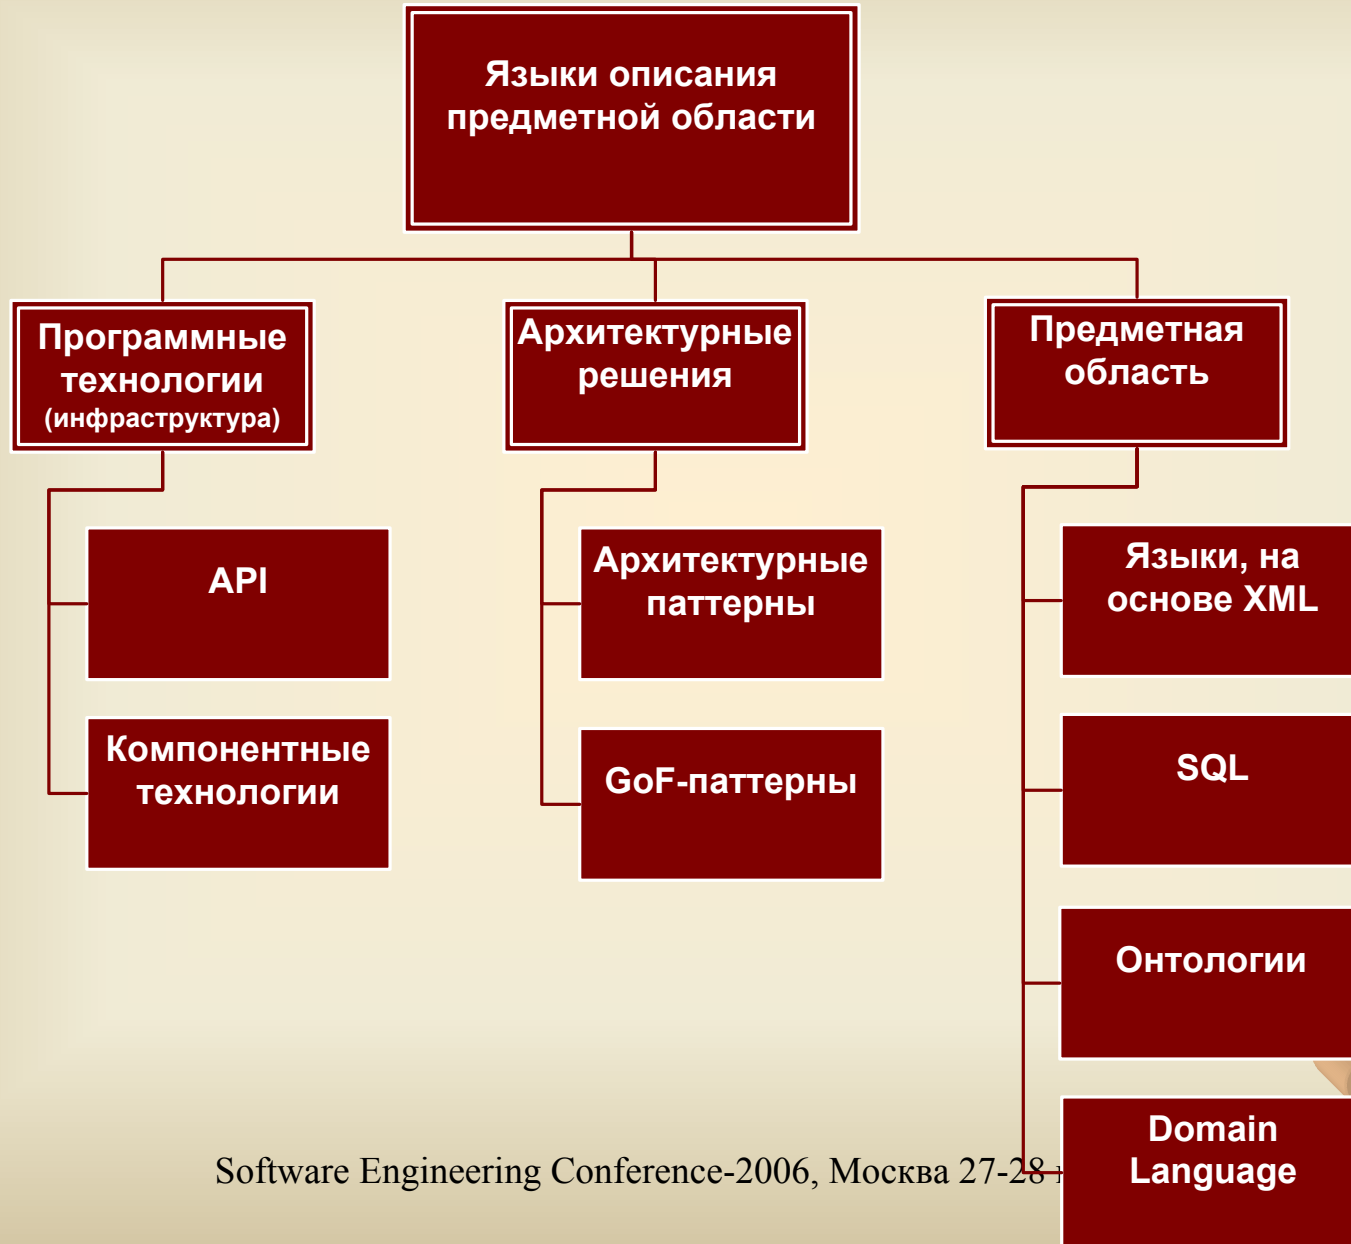 Языки описания
предметной области
Программные
технологии
(инфраструктура)
Архитектурные
решения
Предметная
область
API
Компонентные
технологии
Архитектурные
паттерны
GoF-паттерны
Языки, на
основе XML
SQL
Онтологии
Domain
Language
Software Engineering Conference-2006, Москва 27-28